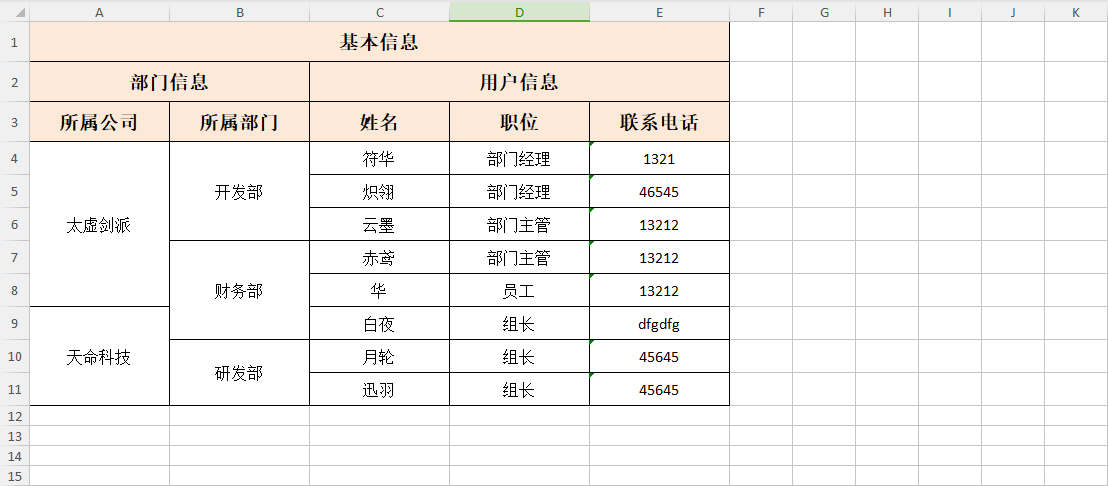 A B C D E F G H I J K
1 基本信息
2 部门信息 用户信息
3 所属公司 所属部门 姓名 职位 联系电话
4 符华 部门经理 1321
5 开发部 炽翎 部门经理 46545
6 太虚剑派 云墨 部门主管 13212
7 赤鸢 部门主管 13212
8 财务部 华 员工 13212
9 白夜 组长 dfgdfg
10 天命科技 月轮 组长 45645
研发部
11 迅羽 组长 45645
12
13
14
15